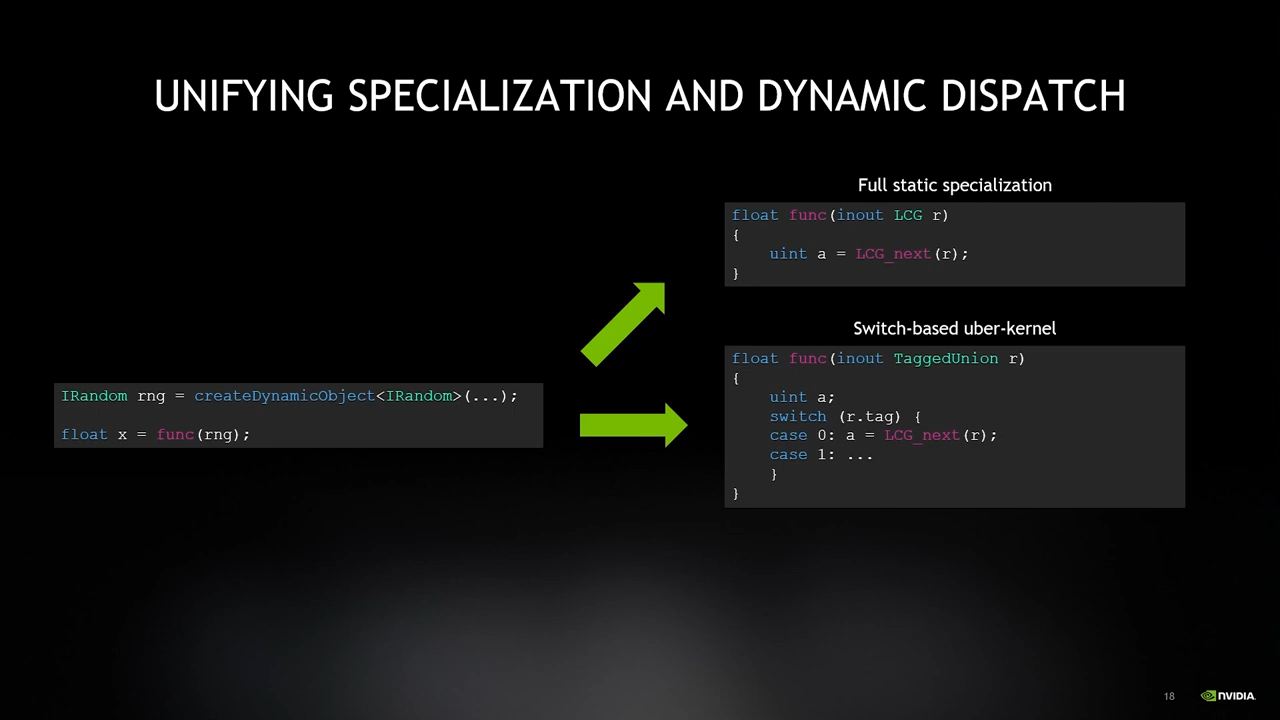 UNIFYING SPECIALIZATION AND DYNAMIC DISPATCH
IRandom rng = createDynamicObject<IRandom>(...);
float x = func(rng);
Full static specialization
float func(inout LCG r)
{
    uint a = LCG_next(r);
}
Switch-based uber-kernel
float func(inout TaggedUnion r)
{
    uint a;
    switch (r.tag) {
    case 0: a = LCG_next(r);
    case 1: ...
    }
}
18
NVIDIA.